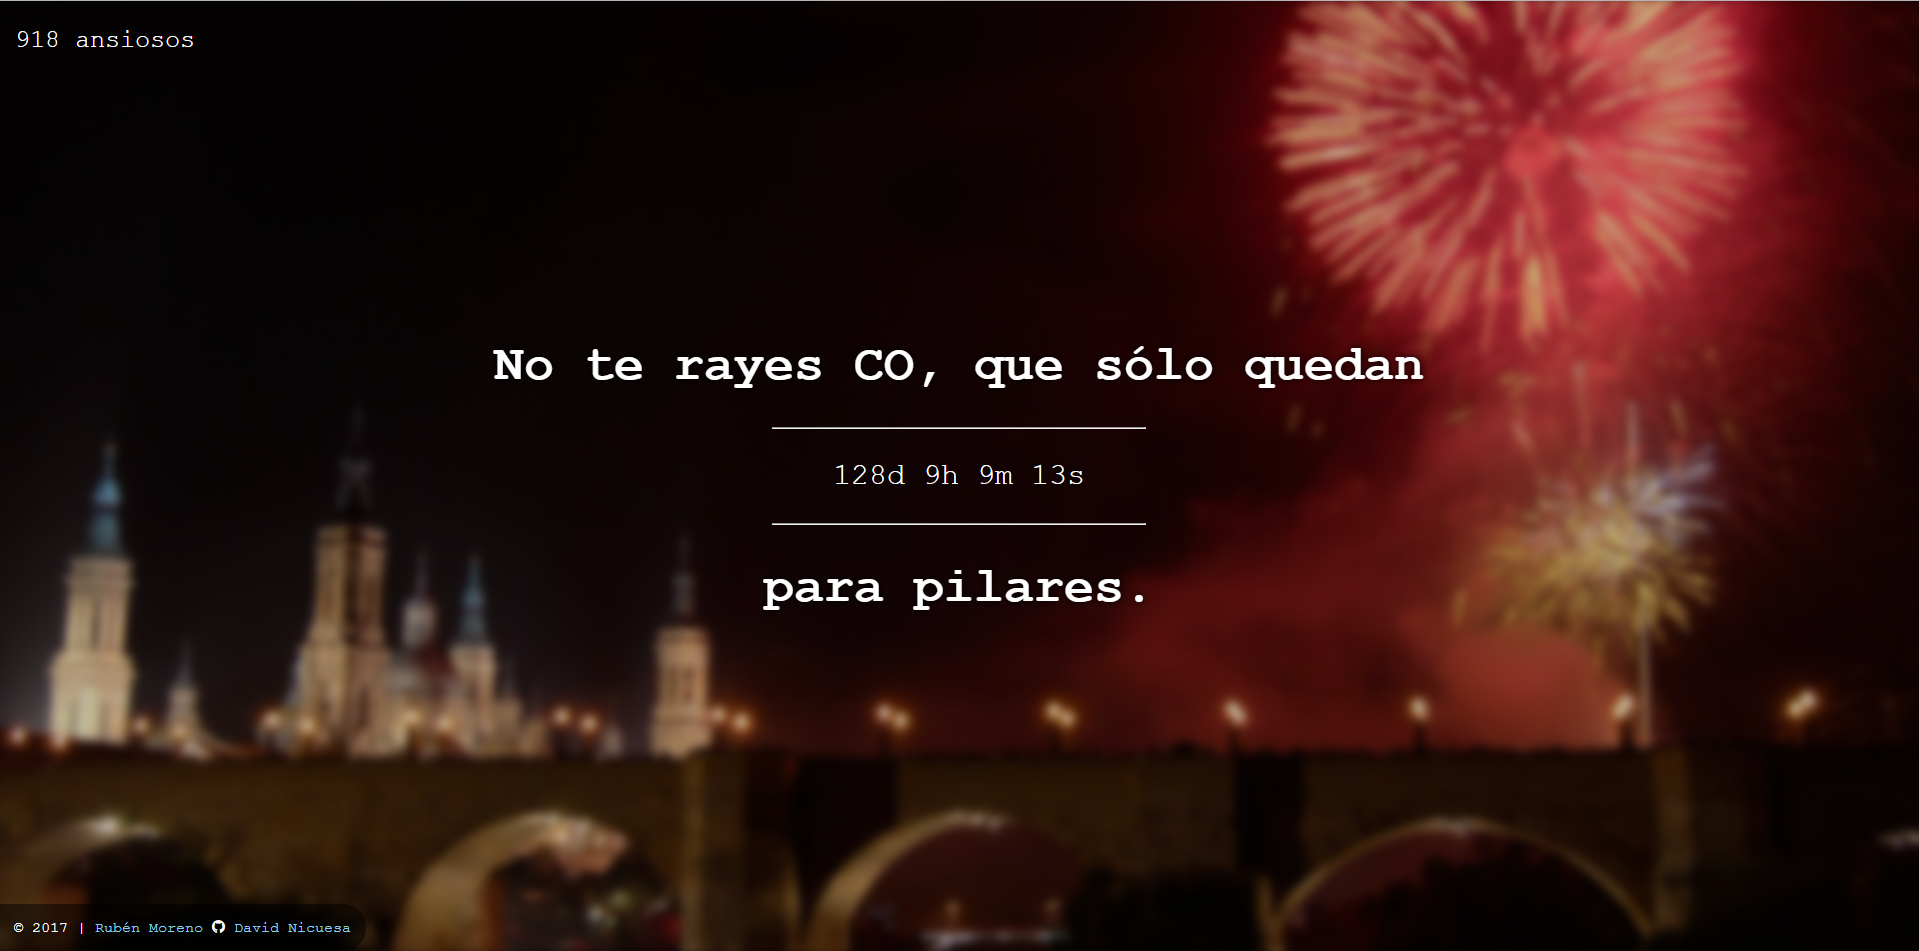 918 ansiosos
No te rayes CO, que sólo quedan
128d 9h 9m 13s
para pilares.
© 2017 | Rubén Moreno David Nicuesa